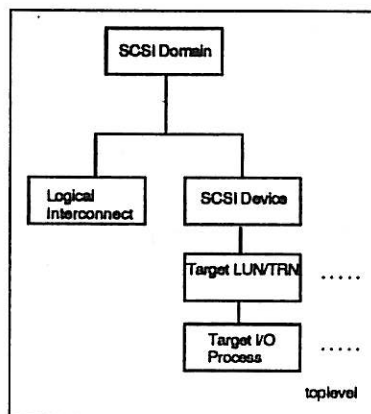 SCSI Domain
Logical
Interconnect
SCSI Device
Target LUN/TRN
.....
Target I/O
Process
.....
toplevel